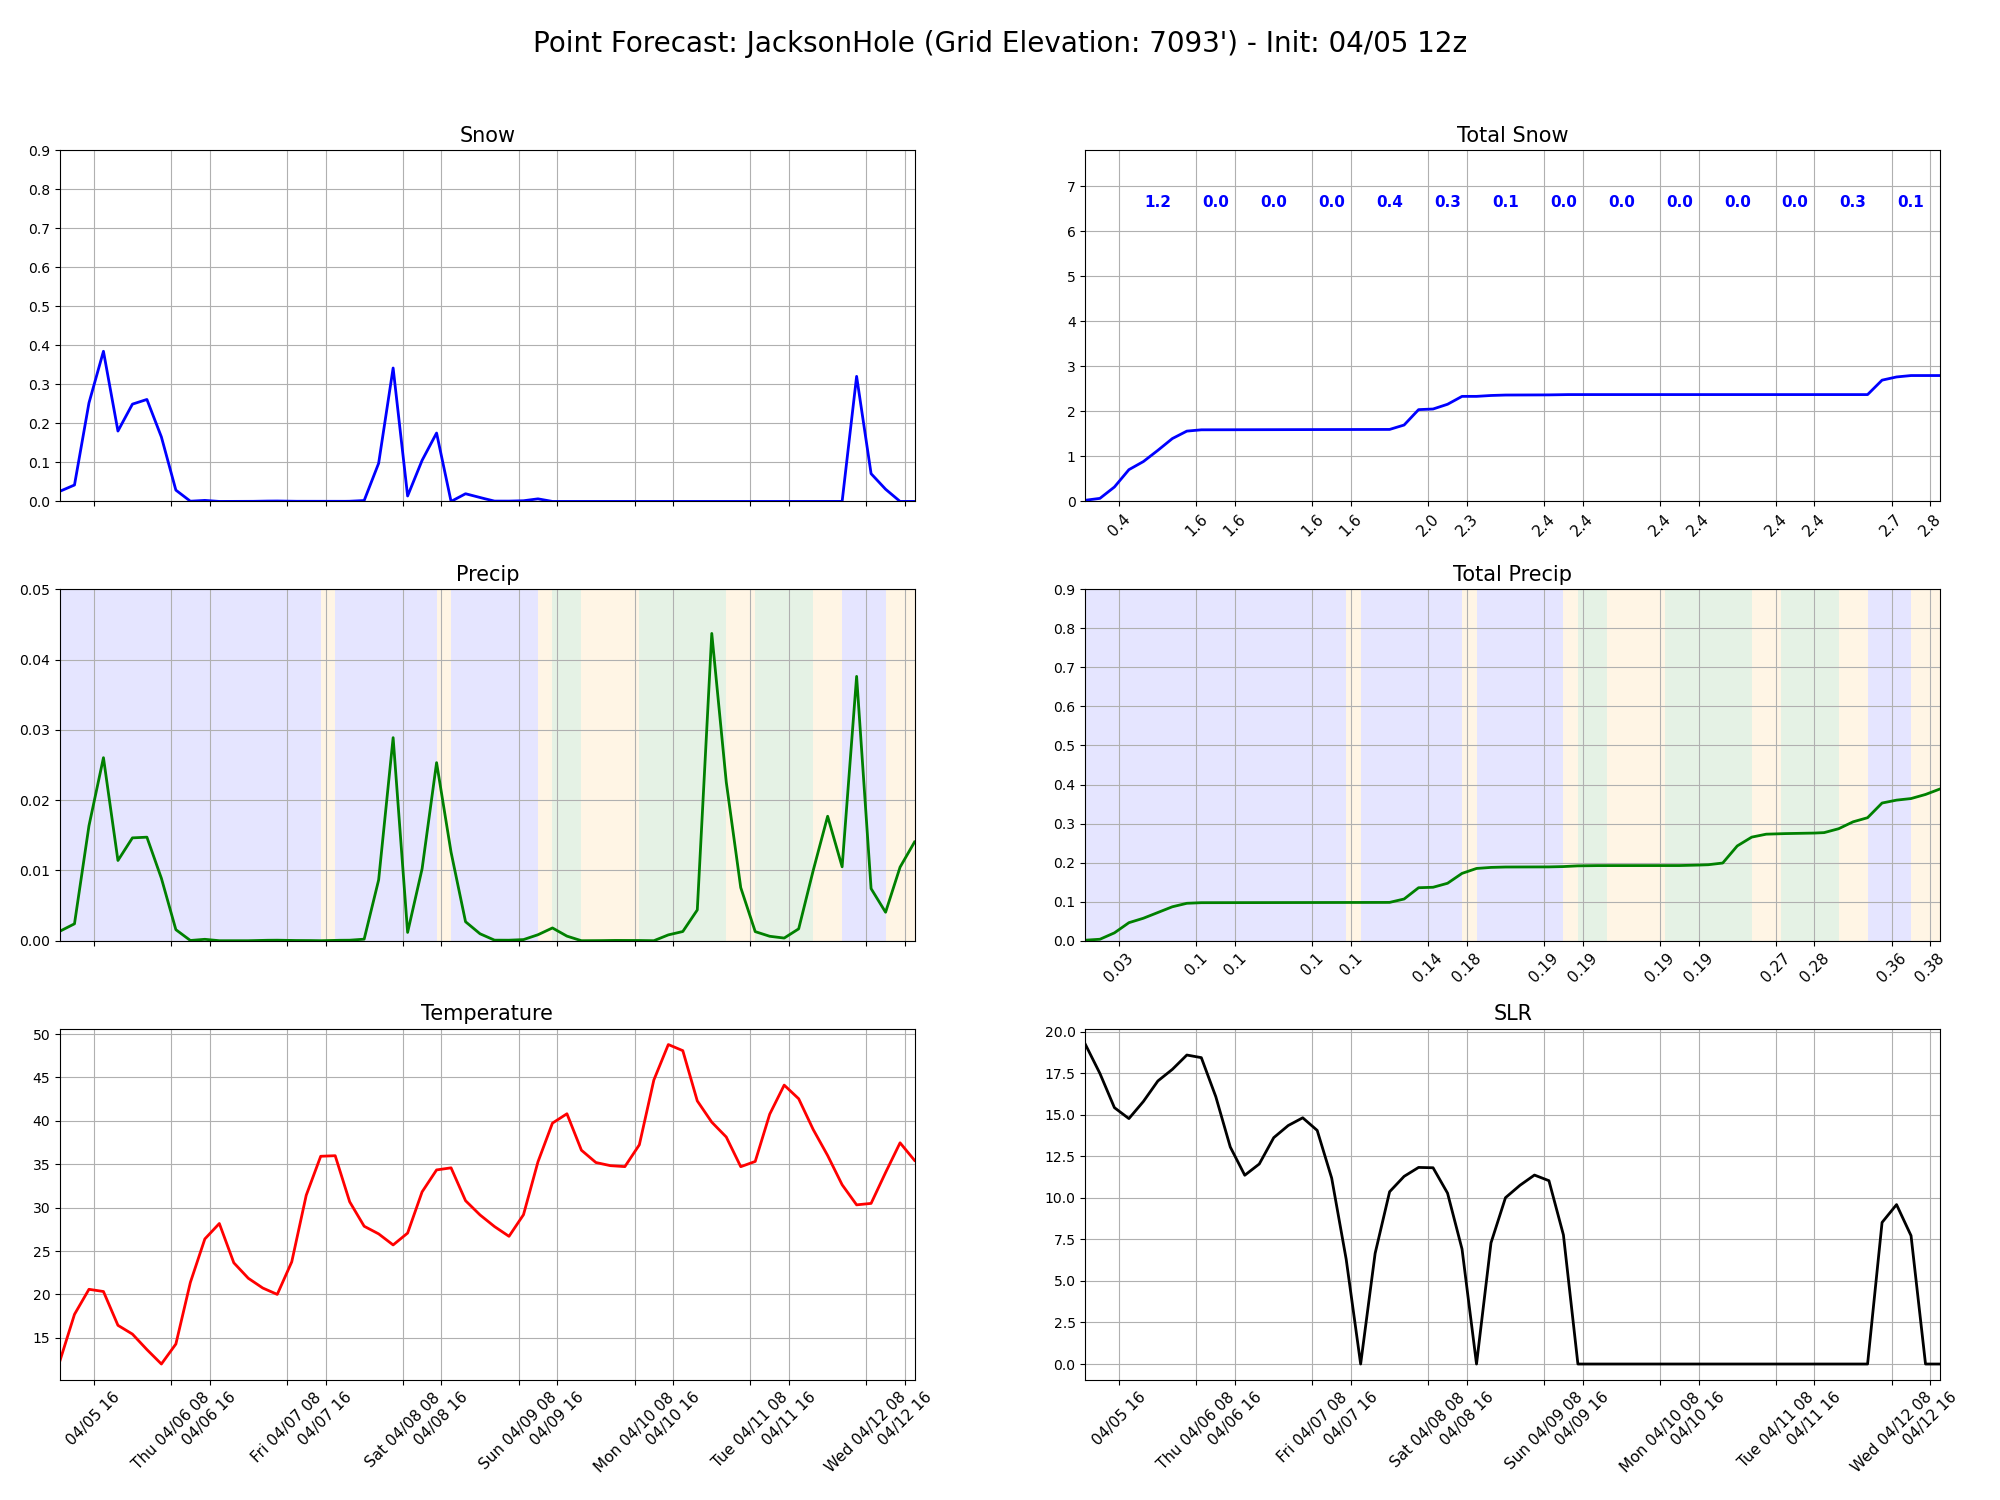 Point Forecast: JacksonHole (Grid Elevation: 7093') - Init: 04/05 12z
Snow
0.9
0.8
0.7
0.6
0.5
0.4
0.3
0.2
0.1
0.0
Total Snow
7
6
5
4
3
2
1
0
1.2 0.0 0.0 0.0 0.4 0.3 0.1 0.0 0.0 0.0 0.0 0.0 0.3 0.1
0.4 1.6 1.6 1.6 1.6 2.0 2.3 2.4 2.4 2.4 2.4 2.4 2.4 2.7 2.8
Precip
0.05
0.04
0.03
0.02
0.01
0.00
Total Precip
0.9
0.8
0.7
0.6
0.5
0.4
0.3
0.2
0.1
0.0
0.03 0.1 0.1 0.1 0.1 0.14 0.18 0.19 0.19 0.19 0.19 0.27 0.28 0.36 0.38
Temperature
50
45
40
35
30
25
20
15
04/05 16
Thu 04/06 08
04/06 16
Fri 04/07 08
04/07 16
Sat 04/08 08
04/08 16
Sun 04/09 08
04/09 16
Mon 04/10 08
04/10 16
Tue 04/11 08
04/11 16
Wed 04/12 08
04/12 16
SLR
20.0
17.5
15.0
12.5
10.0
7.5
5.0
2.5
0.0
04/05 16
Thu 04/06 08
04/06 16
Fri 04/07 08
04/07 16
Sat 04/08 08
04/08 16
Sun 04/09 08
04/09 16
Mon 04/10 08
04/10 16
Tue 04/11 08
04/11 16
Wed 04/12 08
04/12 16